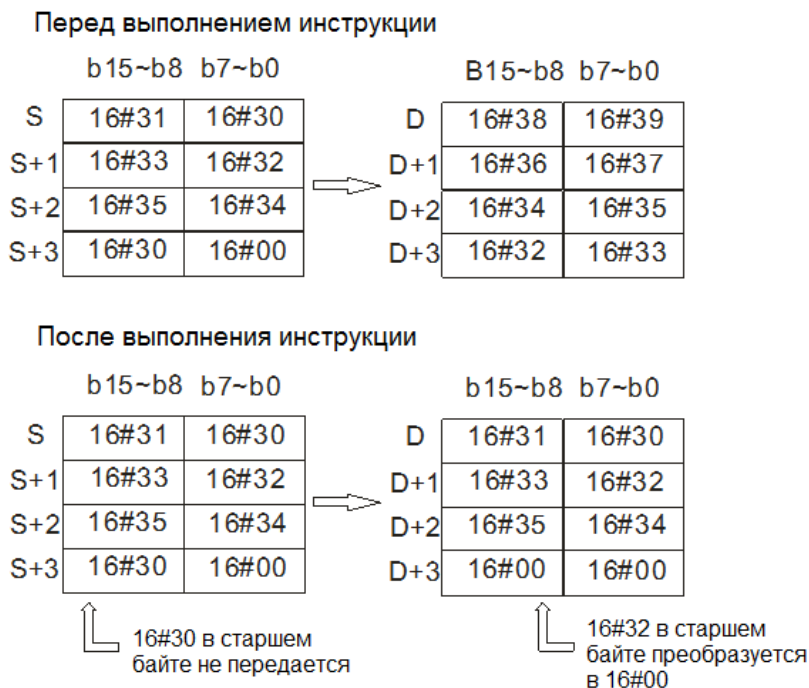 Перед выполнением инструкции
b15~b8 b7~b0 B15~b8 b7~b0
S 16#31 16#30 D 16#38 16#39
S+1 16#33 16#32 D+1 16#36 16#37
S+2 16#35 16#34 D+2 16#34 16#35
S+3 16#30 16#00 D+3 16#32 16#33
После выполнения инструкции
b15~b8 b7~b0 b15~b8 b7~b0
S 16#31 16#30 D 16#31 16#30
S+1 16#33 16#32 D+1 16#33 16#32
S+2 16#35 16#34 D+2 16#35 16#34
S+3 16#30 16#00 D+3 16#00 16#00
16#30 в старшем
байте не передается
16#32 в старшем
байте преобразуется
в 16#00